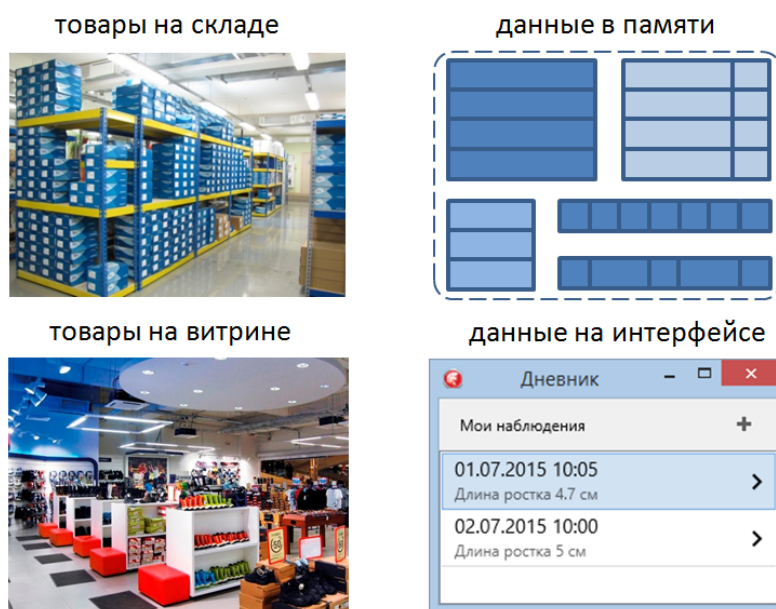 товары на складе
данные в памяти
товары на витрине
данные на интерфейсе
Дневник
Мои наблюдения
01.07.2015 10:05
Длина ростка 4.7 см
02.07.2015 10:00
Длина ростка 5 см